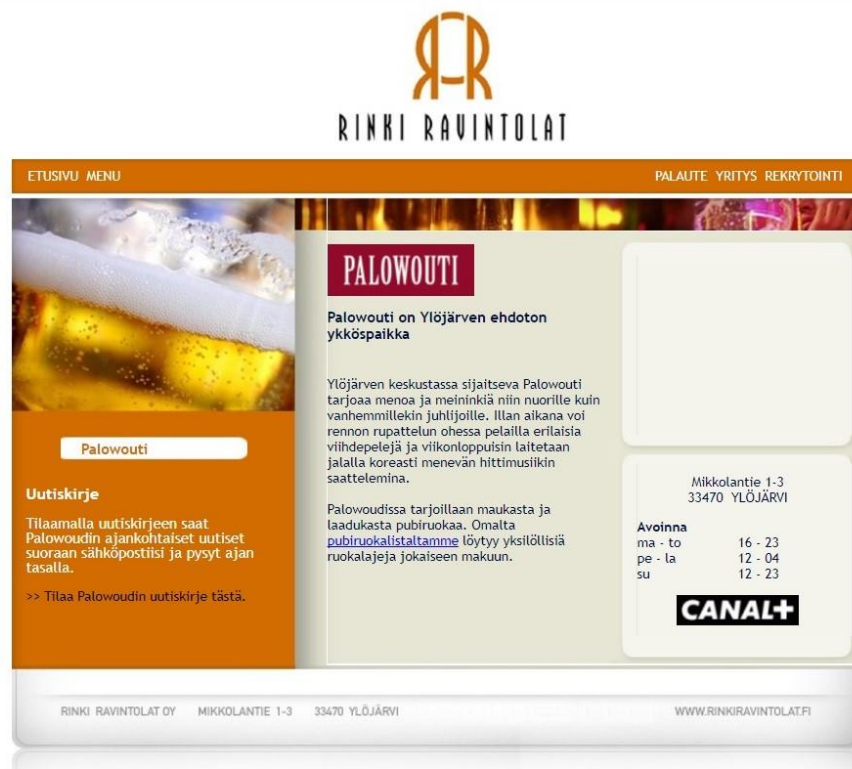 RINKI RAVINTOLAT
ETUSIVU MENU
PALAUTE YRITYS REKRYTOINTI
Palowouti
Uutiskirje
Tilaamalla uutiskirjeen saat
Palowoudin ajankohtaiset uutiset
suoraan sähköpostiisi ja pysyt ajan
tasalla.
>> Tilaa Palowoudin uutiskirje tästä.
PALOWOUTI
Palowouti on Ylöjärven ehdoton
ykköspaikka
Ylöjärven keskustassa sijaitseva Palowouti
tarjoaa menoa ja meininkiä niin nuorille kuin
vanhemmillekin juhlijoille. Illan aikana voi
rennon rupattelun ohessa pelailla erilaisia
viihdepelejä ja viikonloppuisin laitetaan
jalalla koreasti menevän hittimusiikin
saattelemina.
Palowoudissa tarjoillaan maukasta ja
laadukasta pubiruokaa. Omalta
pubiruokalistaltamme löytyy yksilöllisiä
ruokalajeja jokaiseen makuun.
Mikkolantie 1-3
33470 YLÖJÄRVI
Avoinna
ma - to 16 - 23
pe - la 12 - 04
su 12 - 23
CANAL+
RINKI RAVINTOLAT OY MIKKOLANTIE 1-3 33470 YLÖJÄRVI
WWW.RINKIRAVINTOLAT.FI